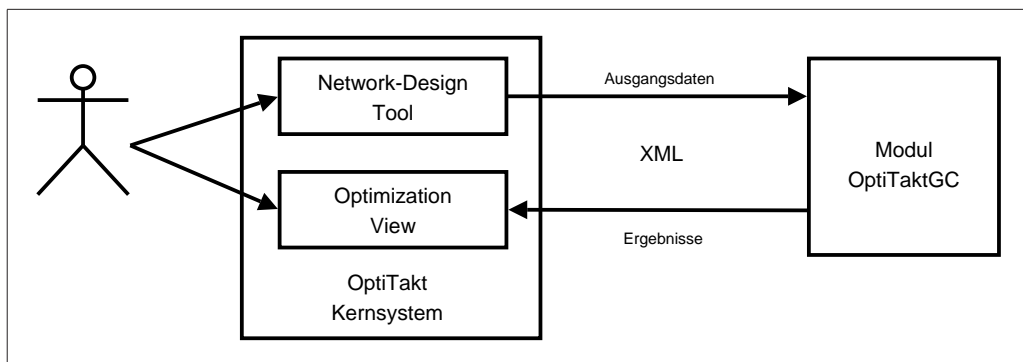 Network-Design
Tool
Ausgangsdaten
XML
Modul
OptiTaktGC
Optimization
View
Ergebnisse
OptiTakt
Kernsystem